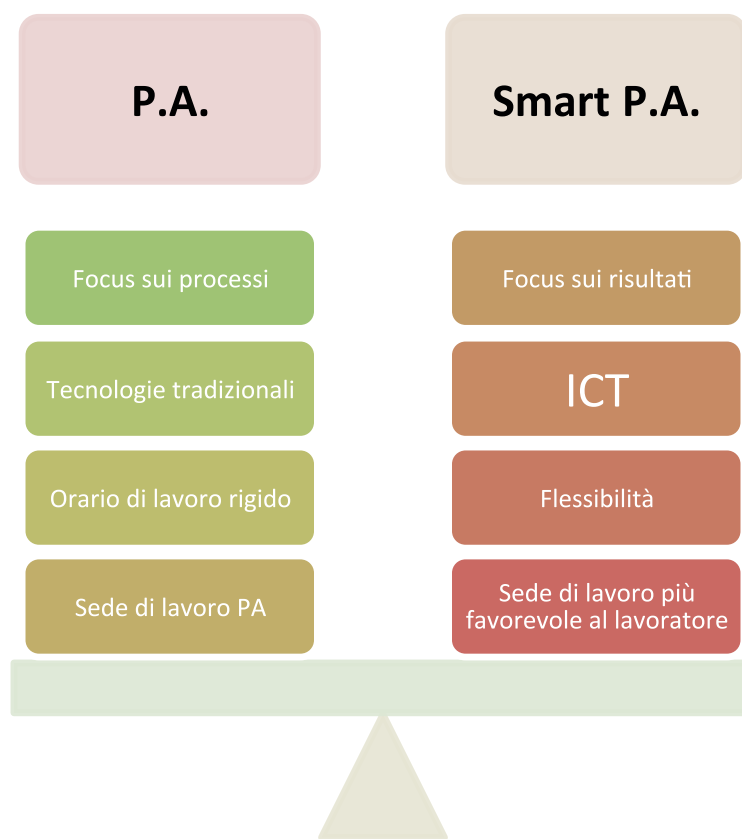 P.A.
Smart P.A.
Focus sui processi
Focus sui risultati
Tecnologie tradizionali
ICT
Orario di lavoro rigido
Flessibilità
Sede di lavoro PA
Sede di lavoro più
favorevole al lavoratore